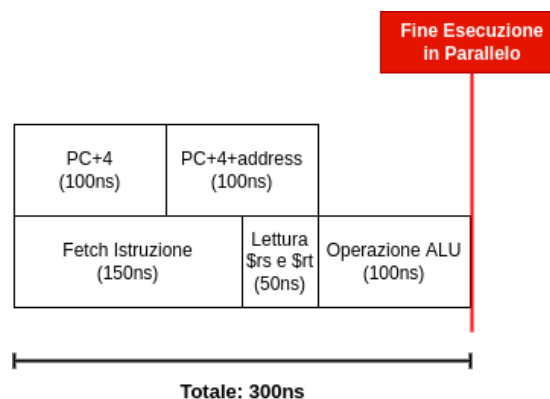 Fine Esecuzione
in Parallelo
PC+4
(100ns)
PC+4+address
(100ns)
Fetch Istruzione
(150ns)
Lettura
$rs e $rt
(50ns)
Operazione ALU
(100ns)
Totale: 300ns